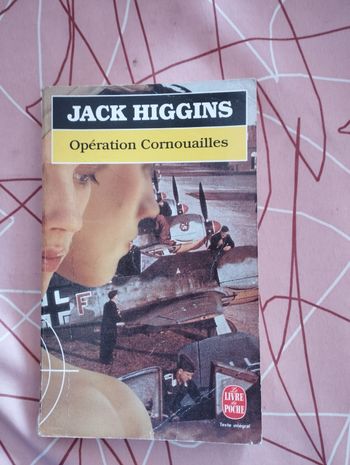 JACK HIGGINS
Opération Cornouailles
F
Le
LIVRE
de
POCHE
Texte intégral